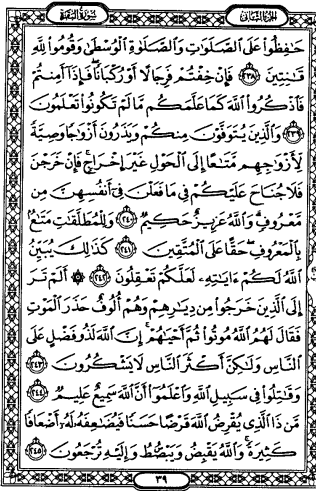 الجزء الثاني
سورة البقرة
حَـٰفِظُوا۟ عَلَى ٱلصَّلَوَٰتِ وَٱلصَّلَوٰةِ ٱلْوُسْطَىٰ وَقُومُوا۟ لِلَّهِ
قَـٰنِتِينَ ﴿٢٣٨﴾ فَإِنْ خِفْتُمْ فَرِجَالًا أَوْ رُكْبَانًا ۖ فَإِذَآ أَمِنتُمْ
فَٱذْكُرُوا۟ ٱللَّهَ كَمَا عَلَّمَكُم مَّا لَمْ تَكُونُوا۟ تَعْلَمُونَ
﴿٢٣٩﴾ وَٱلَّذِينَ يُتَوَفَّوْنَ مِنكُمْ وَيَذَرُونَ أَزْوَٰجًا وَصِيَّةً
لِّأَزْوَٰجِهِم مَّتَـٰعًا إِلَى ٱلْحَوْلِ غَيْرَ إِخْرَاجٍ ۚ فَإِنْ خَرَجْنَ
فَلَا جُنَاحَ عَلَيْكُمْ فِى مَا فَعَلْنَ فِىٓ أَنفُسِهِنَّ مِن
مَّعْرُوفٍ ۗ وَٱللَّهُ عَزِيزٌ حَكِيمٌ ﴿٢٤٠﴾ وَلِلْمُطَلَّقَـٰتِ مَتَـٰعٌۢ
بِٱلْمَعْرُوفِ ۖ حَقًّا عَلَى ٱلْمُتَّقِينَ ﴿٢٤١﴾ كَذَٰلِكَ يُبَيِّنُ
ٱللَّهُ لَكُمْ ءَايَـٰتِهِۦ لَعَلَّكُمْ تَعْقِلُونَ ﴿٢٤٢﴾ ۞ أَلَمْ تَرَ
إِلَى ٱلَّذِينَ خَرَجُوا۟ مِن دِيَـٰرِهِمْ وَهُمْ أُلُوفٌ حَذَرَ ٱلْمَوْتِ
فَقَالَ لَهُمُ ٱللَّهُ مُوتُوا۟ ثُمَّ أَحْيَـٰهُمْ ۚ إِنَّ ٱللَّهَ لَذُو فَضْلٍ عَلَى
ٱلنَّاسِ وَلَـٰكِنَّ أَكْثَرَ ٱلنَّاسِ لَا يَشْكُرُونَ ﴿٢٤٣﴾
وَقَـٰتِلُوا۟ فِى سَبِيلِ ٱللَّهِ وَٱعْلَمُوٓا۟ أَنَّ ٱللَّهَ سَمِيعٌ عَلِيمٌ ﴿٢٤٤﴾
مَّن ذَا ٱلَّذِى يُقْرِضُ ٱللَّهَ قَرْضًا حَسَنًا فَيُضَـٰعِفَهُۥ لَهُۥٓ أَضْعَافًا
كَثِيرَةً ۚ وَٱللَّهُ يَقْبِضُ وَيَبْصُۜطُ وَإِلَيْهِ تُرْجَعُونَ ﴿٢٤٥﴾
٣٩